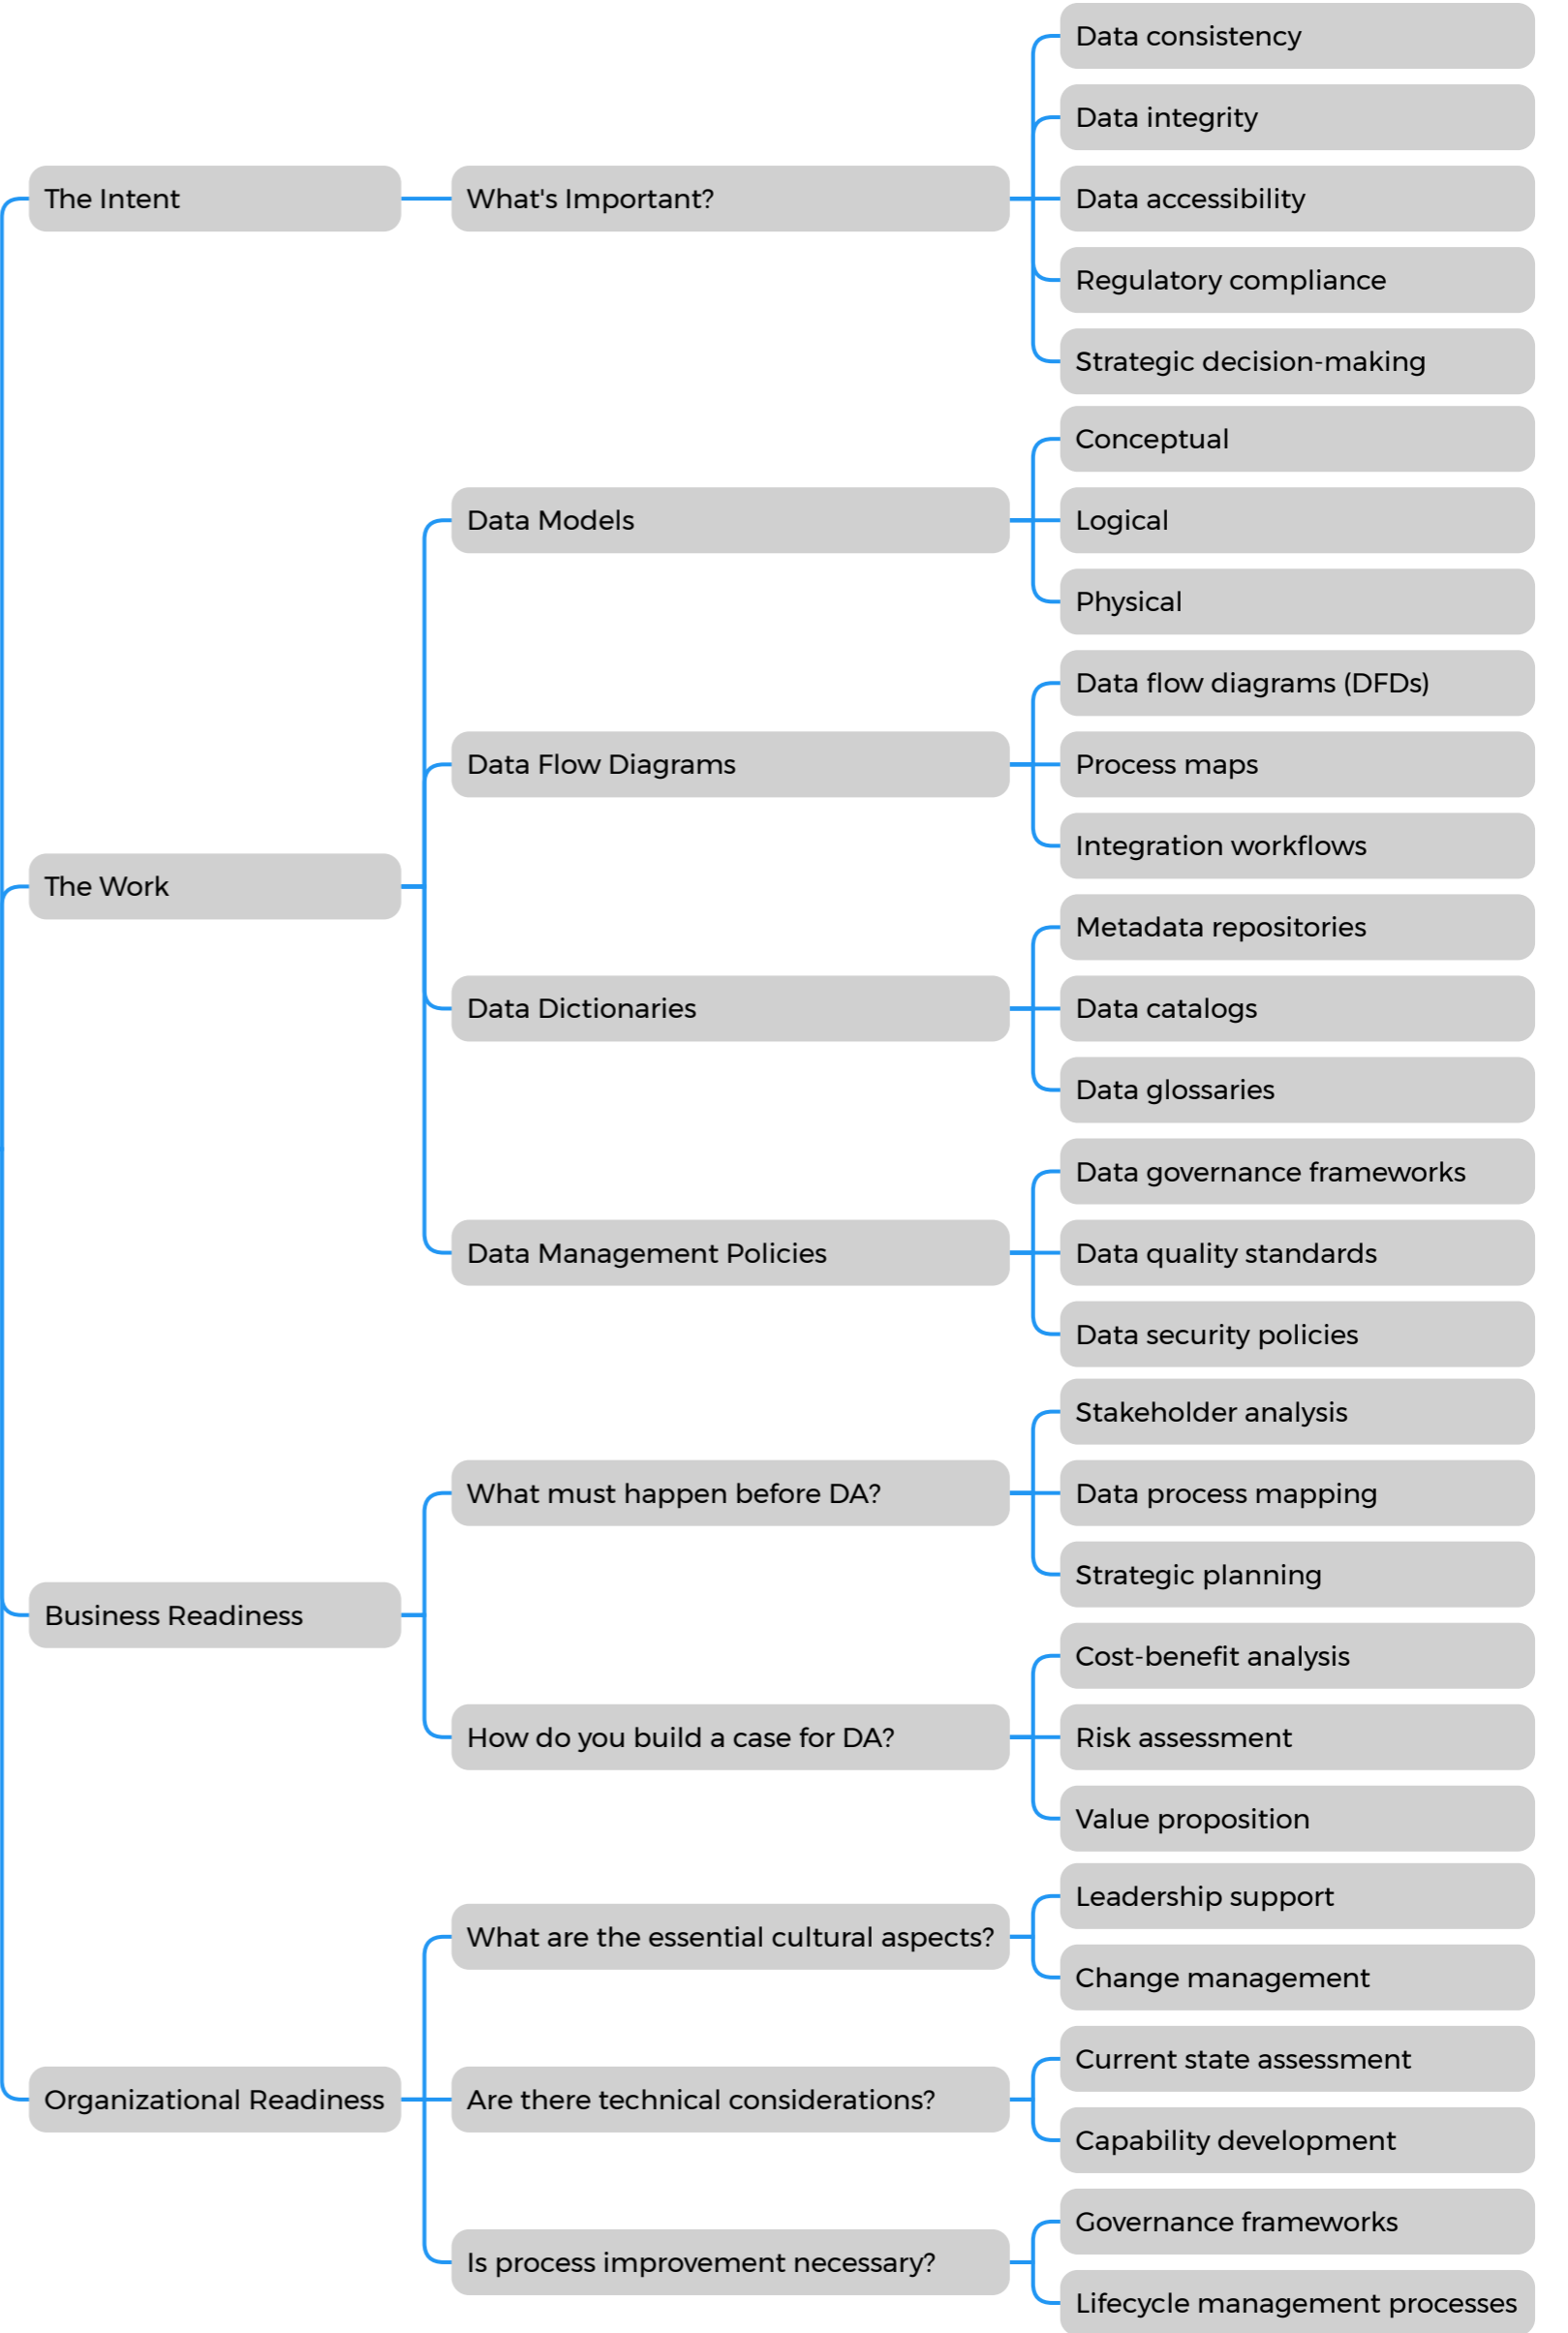 The Intent
What's Important?
Data consistency
Data integrity
Data accessibility
Regulatory compliance
Strategic decision-making
The Work
Data Models
Conceptual
Logical
Physical
Data Flow Diagrams
Data flow diagrams (DFDs)
Process maps
Integration workflows
Data Dictionaries
Metadata repositories
Data catalogs
Data glossaries
Data Management Policies
Data governance frameworks
Data quality standards
Data security policies
Business Readiness
What must happen before DA?
Stakeholder analysis
Data process mapping
Strategic planning
How do you build a case for DA?
Cost-benefit analysis
Risk assessment
Value proposition
Organizational Readiness
What are the essential cultural aspects?
Leadership support
Change management
Are there technical considerations?
Current state assessment
Capability development
Is process improvement necessary?
Governance frameworks
Lifecycle management processes